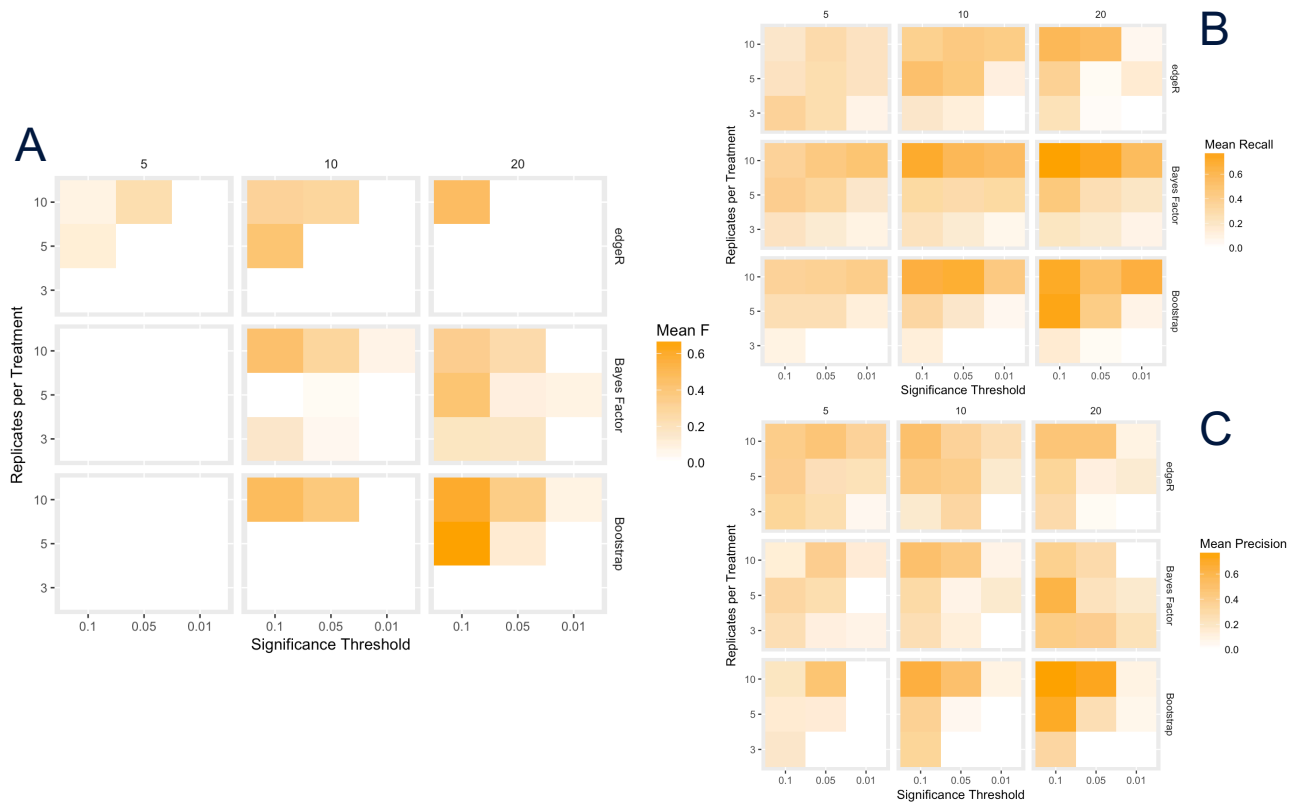 A
5 10 20
10
5
3
edgeR
10
5
3
Bayes Factor
10
5
3
Bootstrap
Replicates per Treatment
0.1 0.05 0.01 0.1 0.05 0.01 0.1 0.05 0.01
Significance Threshold
Mean F
0.6
0.4
0.2
0.0
B
5 10 20
10
5
3
edgeR
10
5
3
Bayes Factor
10
5
3
Bootstrap
Replicates per Treatment
0.1 0.05 0.01 0.1 0.05 0.01 0.1 0.05 0.01
Significance Threshold
Mean Recall
0.6
0.4
0.2
0.0
C
5 10 20
10
5
3
edgeR
10
5
3
Bayes Factor
10
5
3
Bootstrap
Replicates per Treatment
0.1 0.05 0.01 0.1 0.05 0.01 0.1 0.05 0.01
Significance Threshold
Mean Precision
0.6
0.4
0.2
0.0